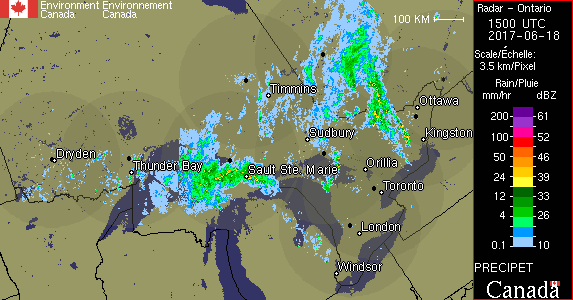 Environment Environnement
Canada Canada
100 KM
Timmins
Ottawa
Sudbury
Kingston
Dryden
Thunder Bay
Sault Ste. Marie
Orillia
Toronto
London
Windsor
Radar - Ontario
1500 UTC
2017-06-18
Scale/Échelle:
3.5 km/Pixel
Rain/Pluie
mm/hr dBZ
200 61
100 52
50 46
24 39
12 33
4 26
0.1 10
PRECIPET
Canada